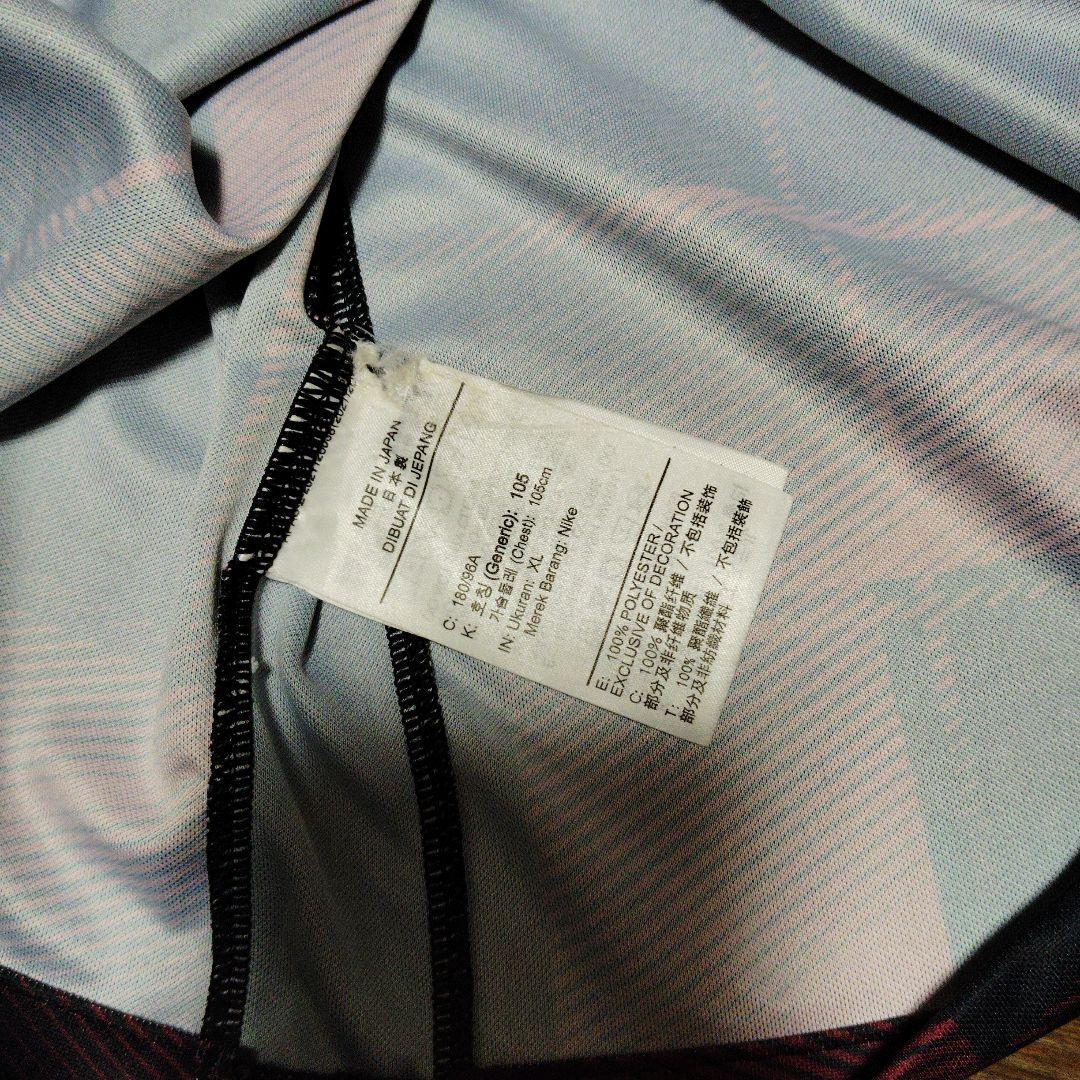 MADE IN JAPAN
日本製
DIBUAT DI JEPANG
C: 180/96A
K: 호칭 (Generic): 105
가슴둘레 (Chest): 105cm
IN: Ukuran: XL
Merek Barang: Nike
E: 100% POLYESTER/
EXCLUSIVE OF DECORATION
C: 100% 聚酯纤维 / 不包括装饰
部分及非纤维物质
T: 100% 聚酯纖維 / 不包括裝飾
部分及非紡織材料